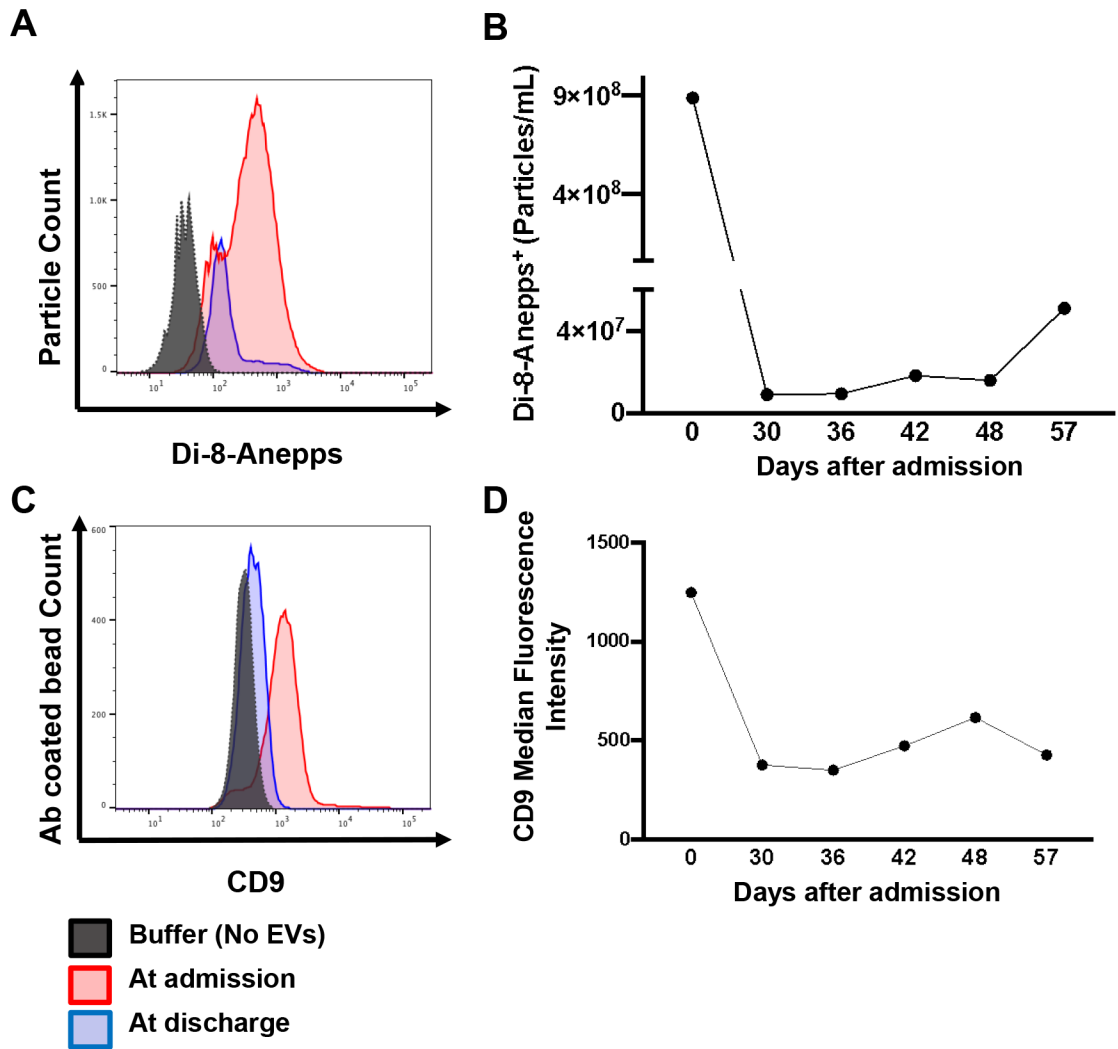 A
Particle Count
1.5K
1.0K
500
0
10¹ 10² 10³ 10⁴ 10⁵
Di-8-Anepps
B
Di-8-Anepps⁺ (Particles/mL)
9×10⁸
4×10⁸
4×10⁷
0
0 30 36 42 48 57
Days after admission
C
Ab coated bead Count
600
400
200
0
10¹ 10² 10³ 10⁴ 10⁵
CD9
D
CD9 Median Fluorescence
Intensity
1500
1000
500
0
0 30 36 42 48 57
Days after admission
Buffer (No EVs)
At admission
At discharge